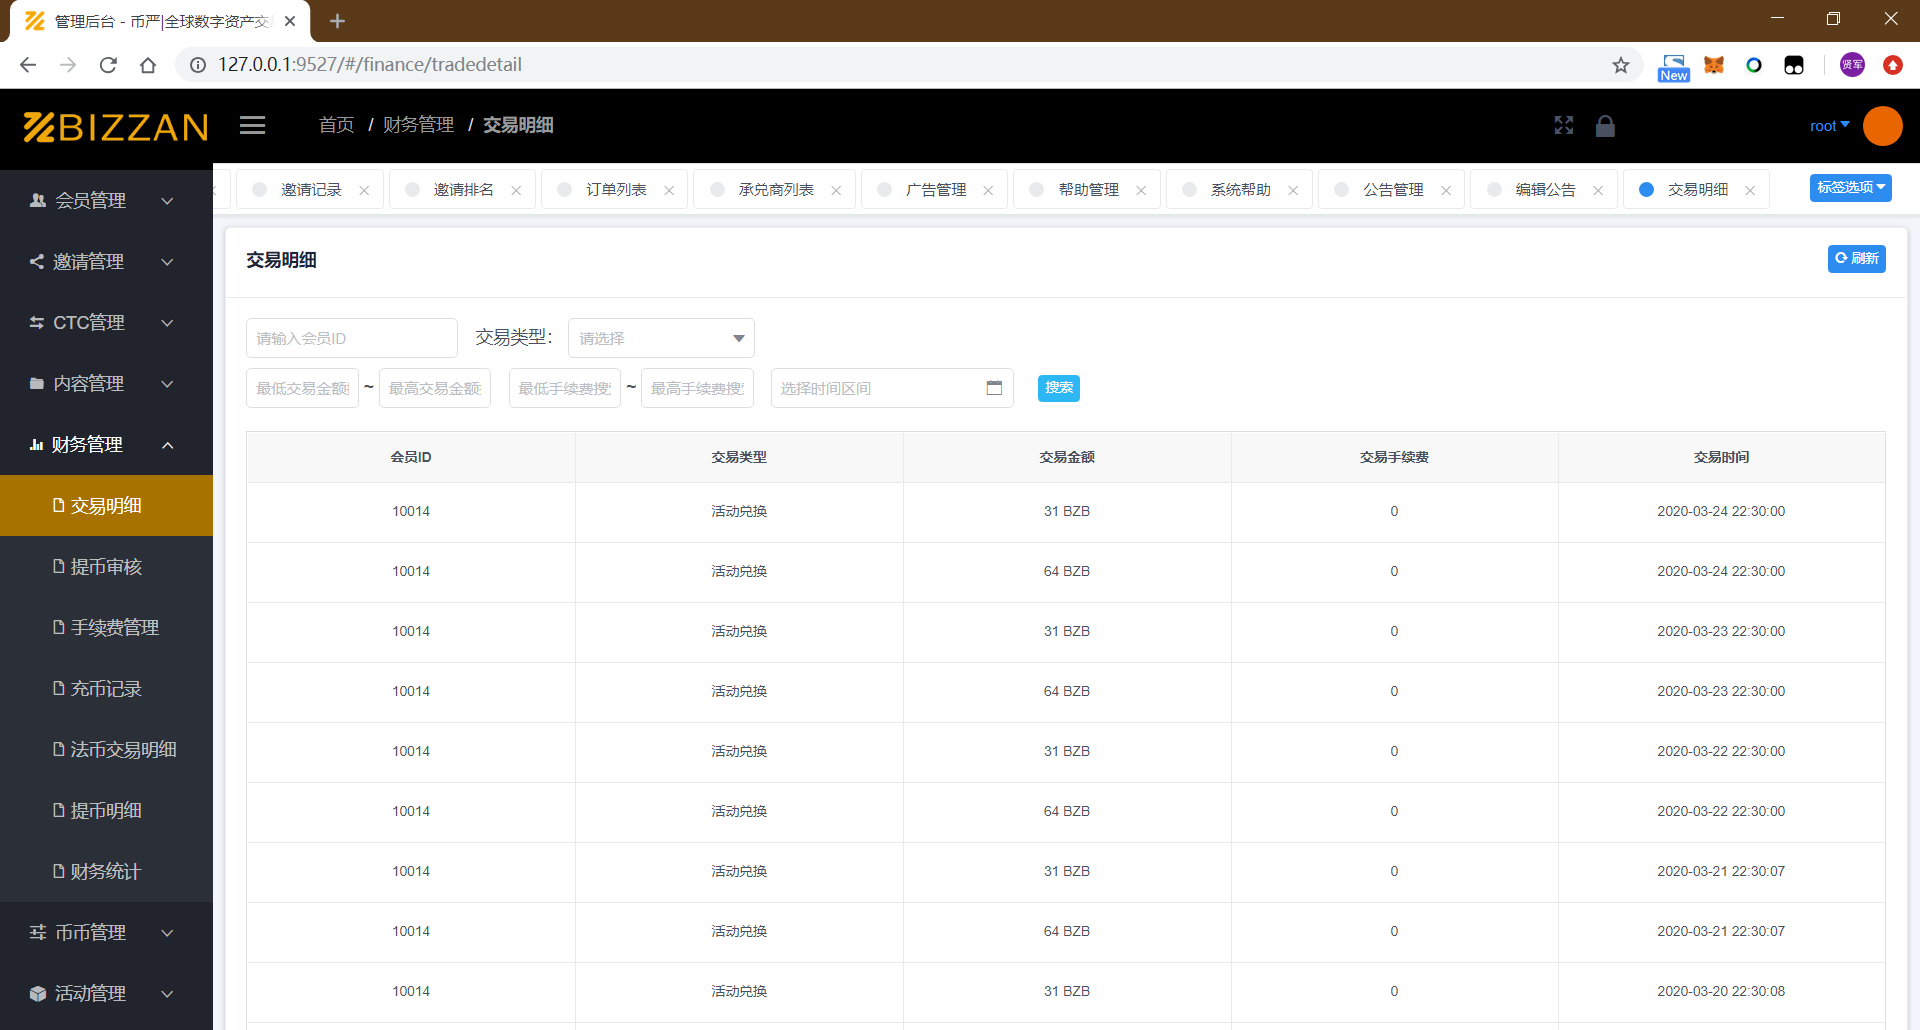 管理后台 - 币严|全球数字资产交
127.0.0.1:9527/#/finance/tradedetail
New
贤军
BIZZAN
首页 / 财务管理 / 交易明细
root
邀请记录
邀请排名
订单列表
承兑商列表
广告管理
帮助管理
系统帮助
公告管理
编辑公告
交易明细
标签选项
会员管理
邀请管理
CTC管理
内容管理
财务管理
交易明细
提币审核
手续费管理
充币记录
法币交易明细
提币明细
财务统计
币币管理
活动管理
交易明细
刷新
请输入会员ID 交易类型： 请选择
最低交易金额 ~ 最高交易金额 最低手续费搜 ~ 最高手续费搜 选择时间区间 搜索
会员ID 交易类型 交易金额 交易手续费 交易时间
10014 活动兑换 31 BZB 0 2020-03-24 22:30:00
10014 活动兑换 64 BZB 0 2020-03-24 22:30:00
10014 活动兑换 31 BZB 0 2020-03-23 22:30:00
10014 活动兑换 64 BZB 0 2020-03-23 22:30:00
10014 活动兑换 31 BZB 0 2020-03-22 22:30:00
10014 活动兑换 64 BZB 0 2020-03-22 22:30:00
10014 活动兑换 31 BZB 0 2020-03-21 22:30:07
10014 活动兑换 64 BZB 0 2020-03-21 22:30:07
10014 活动兑换 31 BZB 0 2020-03-20 22:30:08